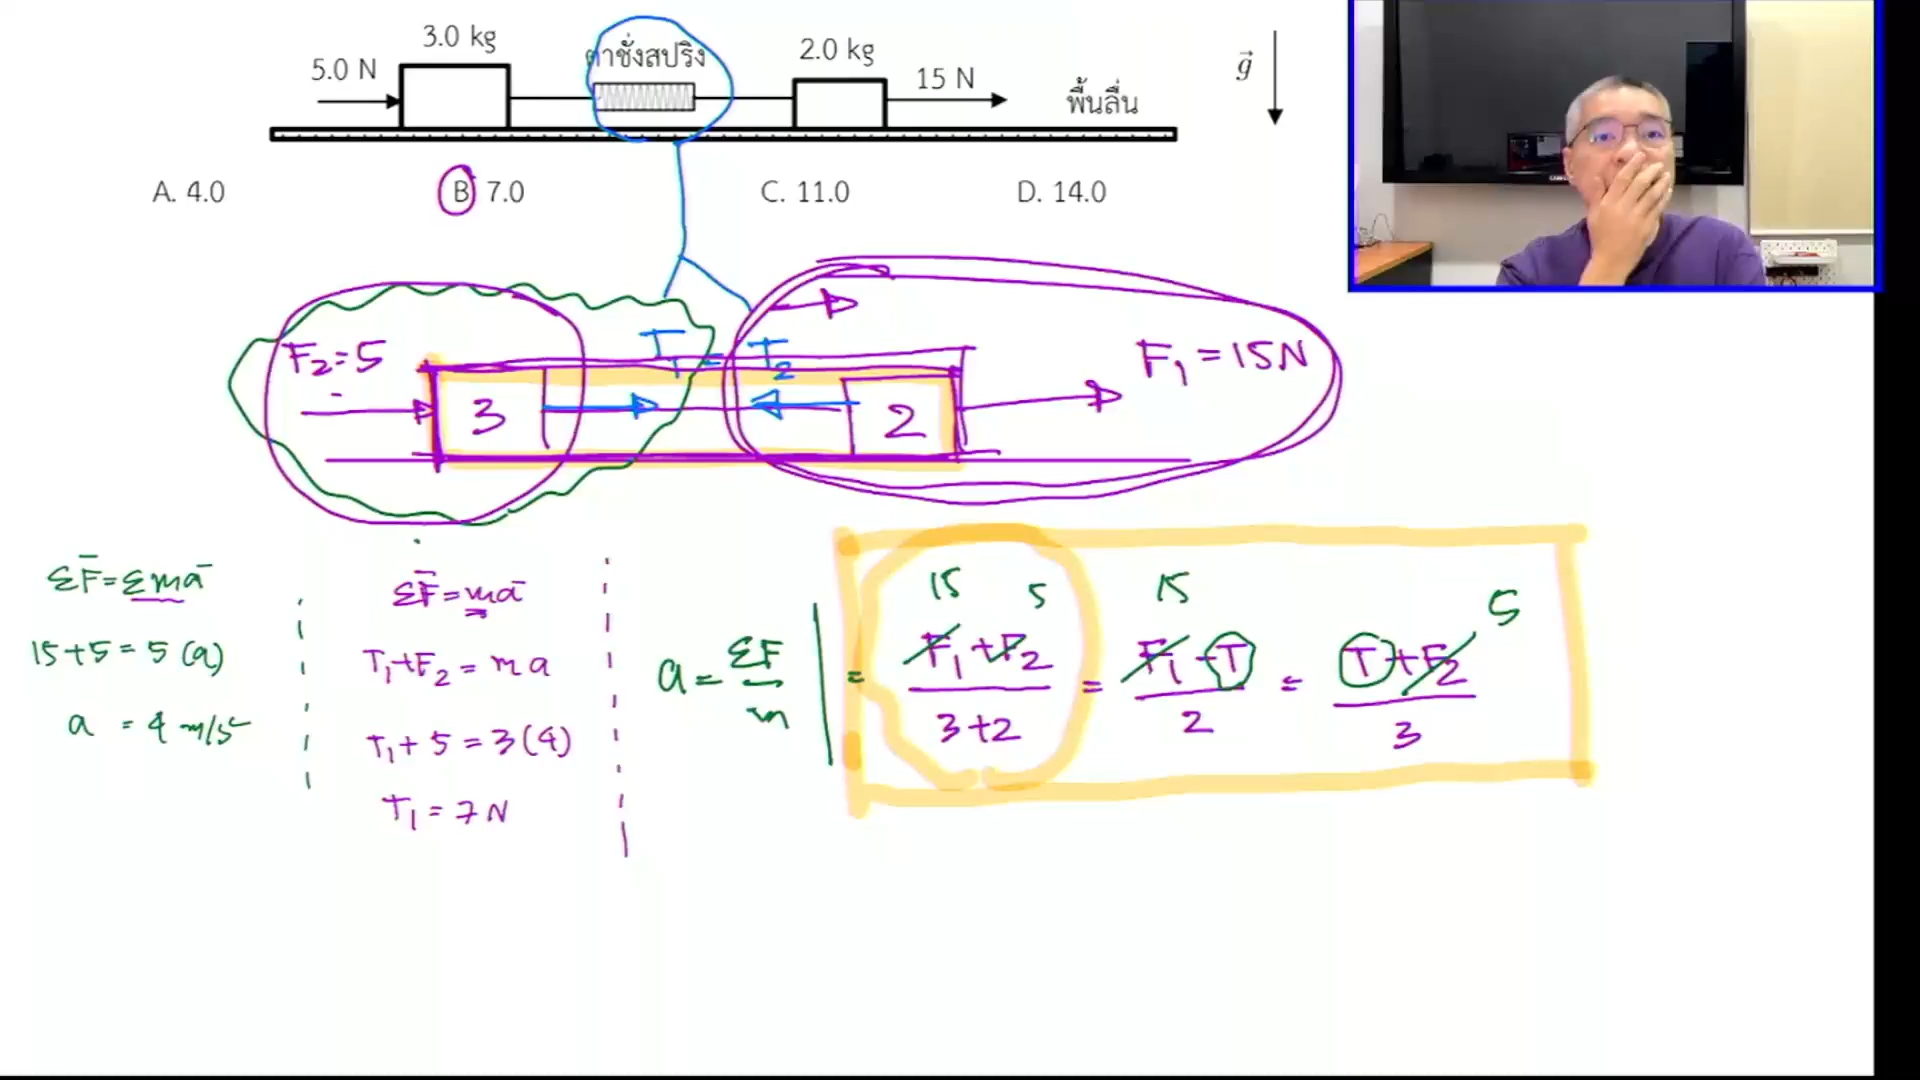 3.0 kg
ตาชั่งสปริง
2.0 kg
5.0 N
15 N
พื้นลื่น
g⃗
A. 4.0
B. 7.0
C. 11.0
D. 14.0
F₂=5
T₁ = T₂
F₁=15N
3
2
ΣF̄=Σmā
15+5=5(a)
a = 4 m/s²
ΣF̄=mā
T₁+F₂=ma
T₁+5=3(4)
T₁=7N
15 5 15 5
a = ΣF/m = F₁+F₂/3+2 = F₁-T/2 = T+F₂/3